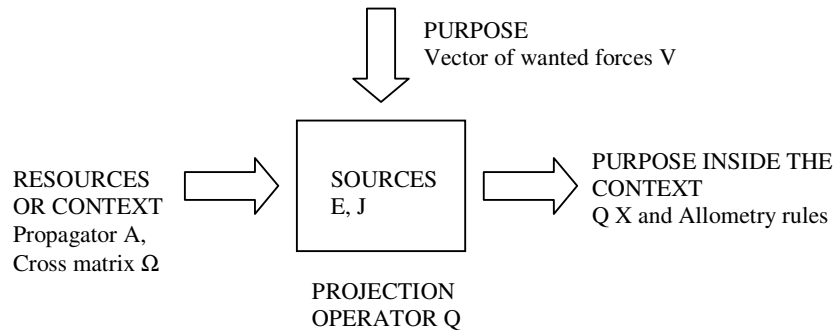 PURPOSE
Vector of wanted forces V
RESOURCES
OR CONTEXT
Propagator A,
Cross matrix Ω
SOURCES
E, J
PURPOSE INSIDE THE
CONTEXT
Q X and Allometry rules
PROJECTION
OPERATOR Q